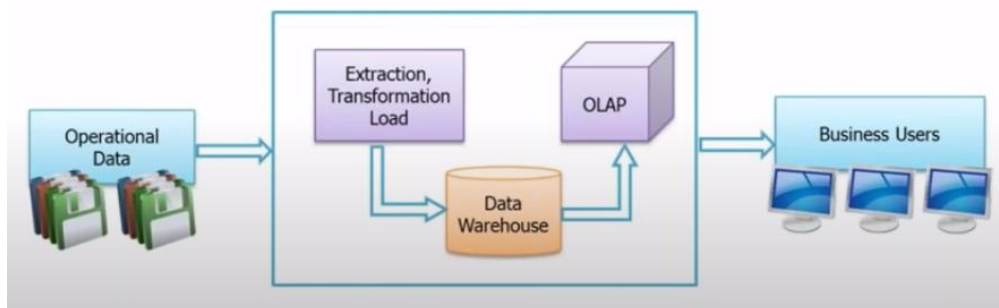 Operational
Data
Extraction,
Transformation
Load
Data
Warehouse
OLAP
Business Users